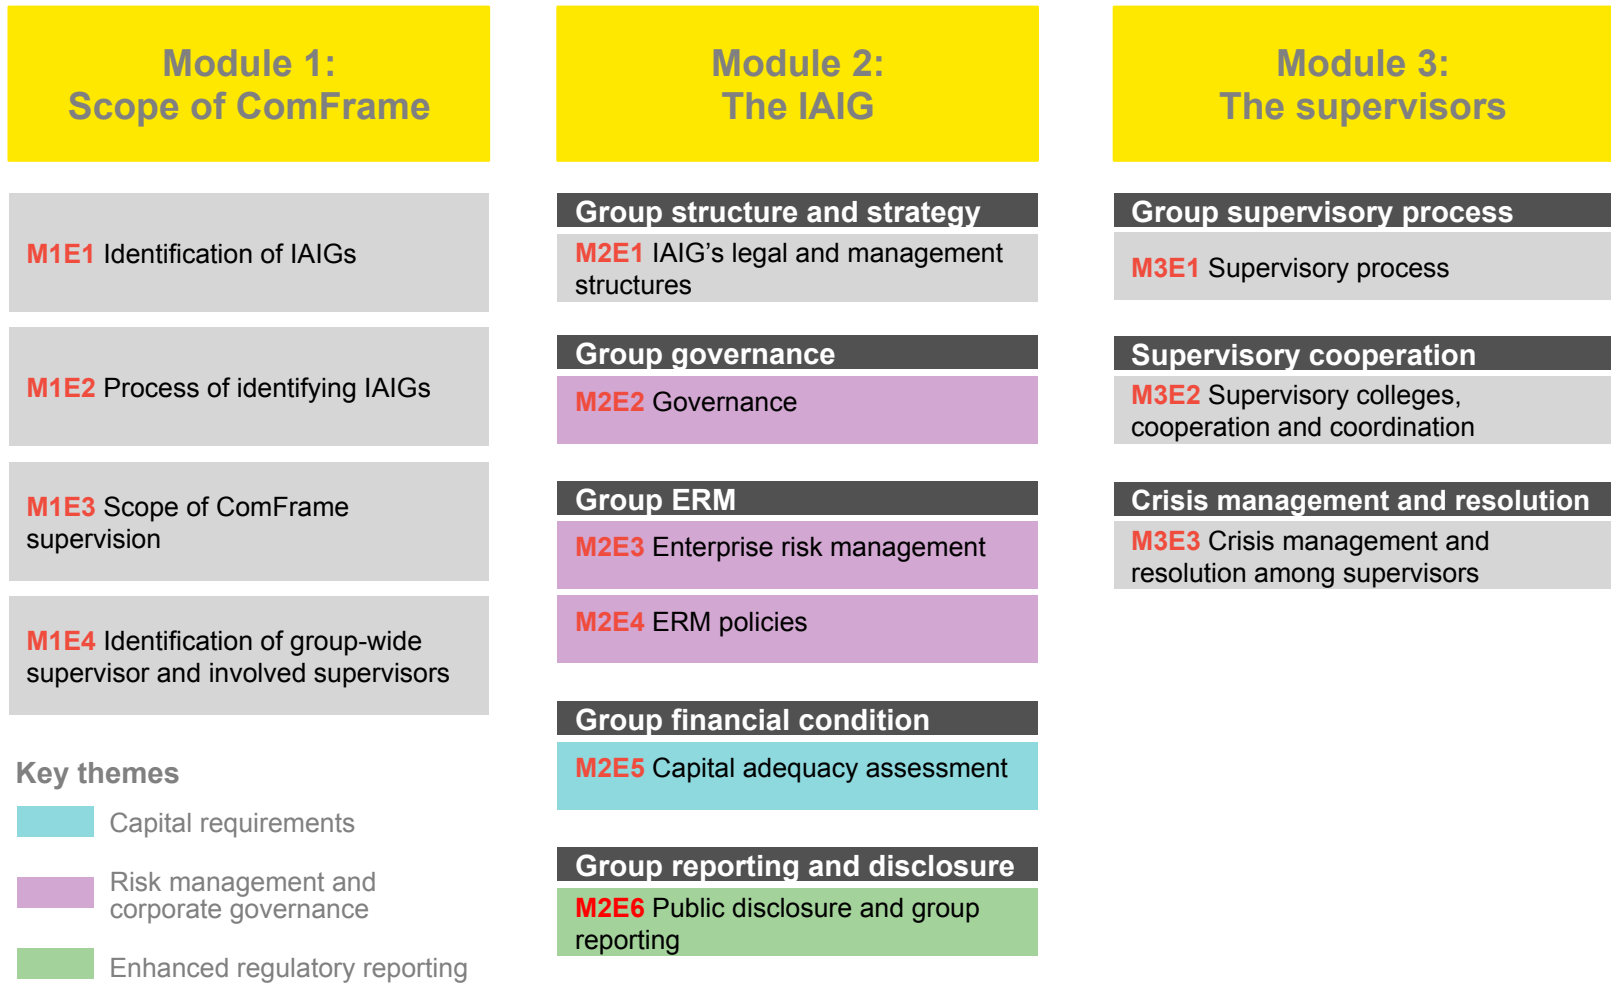 Module 1:
Scope of ComFrame
M1E1 Identification of IAIGs
M1E2 Process of identifying IAIGs
M1E3 Scope of ComFrame
supervision
M1E4 Identification of group-wide
supervisor and involved supervisors
Key themes
Capital requirements
Risk management and
corporate governance
Enhanced regulatory reporting
Module 2:
The IAIG
Group structure and strategy
M2E1 IAIG’s legal and management
structures
Group governance
M2E2 Governance
Group ERM
M2E3 Enterprise risk management
M2E4 ERM policies
Group financial condition
M2E5 Capital adequacy assessment
Group reporting and disclosure
M2E6 Public disclosure and group
reporting
Module 3:
The supervisors
Group supervisory process
M3E1 Supervisory process
Supervisory cooperation
M3E2 Supervisory colleges,
cooperation and coordination
Crisis management and resolution
M3E3 Crisis management and
resolution among supervisors